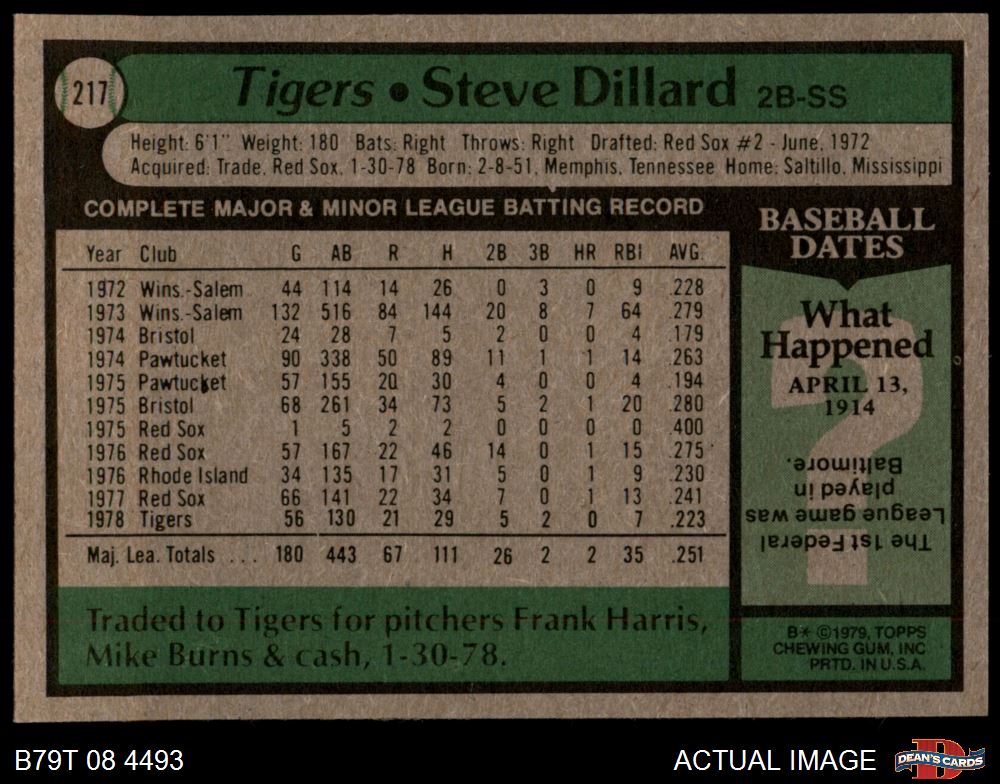 217
Tigers • Steve Dillard 2B-SS
Height: 6'1" Weight: 180 Bats: Right Throws: Right Drafted: Red Sox #2 - June, 1972
Acquired: Trade, Red Sox, 1-30-78 Born: 2-8-51, Memphis, Tennessee Home: Saltillo, Mississippi
COMPLETE MAJOR & MINOR LEAGUE BATTING RECORD
Year Club G AB R H 2B 3B HR RBI AVG.
1972 Wins.-Salem 44 114 14 26 0 3 0 9 .228
1973 Wins.-Salem 132 516 84 144 20 8 7 64 .279
1974 Bristol 24 28 7 5 2 0 0 4 .179
1974 Pawtucket 90 338 50 89 11 1 1 14 .263
1975 Pawtucket 57 155 20 30 4 0 0 4 .194
1975 Bristol 68 261 34 73 5 2 1 20 .280
1975 Red Sox 1 5 2 2 0 0 0 0 .400
1976 Red Sox 57 167 22 46 14 0 1 15 .275
1976 Rhode Island 34 135 17 31 5 0 1 9 .230
1977 Red Sox 66 141 22 34 7 0 1 13 .241
1978 Tigers 56 130 21 29 5 2 0 7 .223
Maj. Lea. Totals . . . 180 443 67 111 26 2 2 35 .251
Traded to Tigers for pitchers Frank Harris,
Mike Burns & cash, 1-30-78.
BASEBALL
DATES
What
Happened
APRIL 13,
1914
?
The 1st Federal
League game was
played in
Baltimore.
B* ©1979, TOPPS
CHEWING GUM, INC
PRTD. IN U.S.A.
B79T 08 4493
ACTUAL IMAGE
D
DEAN'S CARDS